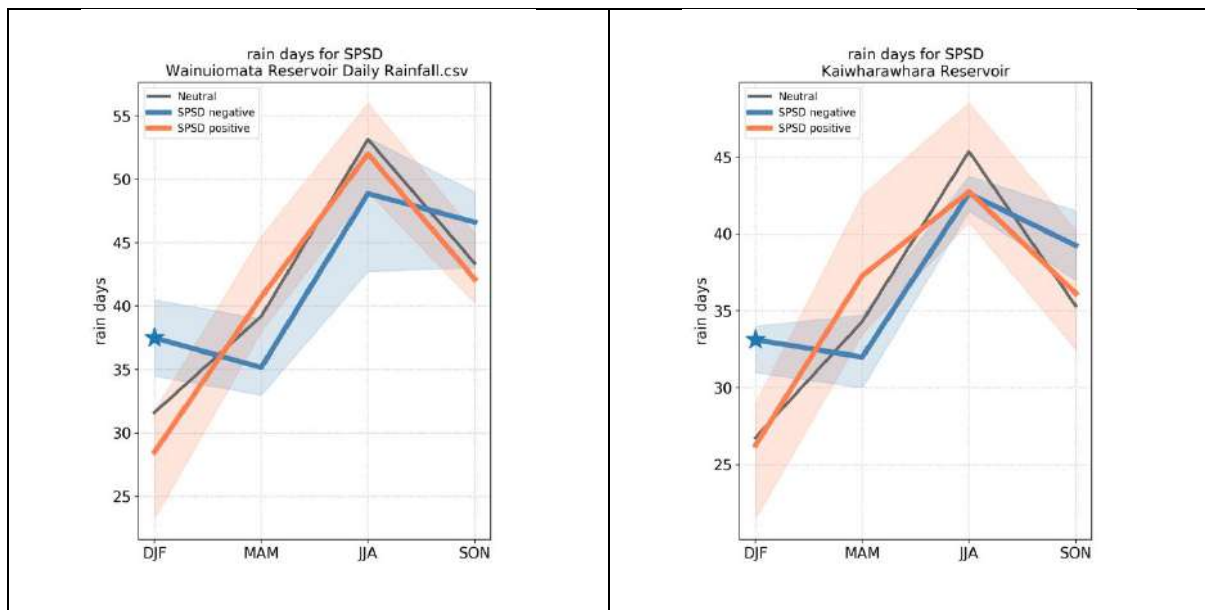 rain days for SPSD
Wainuiomata Reservoir Daily Rainfall.csv
Neutral
SPSD negative
SPSD positive
55
50
45
40
35
30
25
rain days
DJF MAM JJA SON
rain days for SPSD
Kaiwharawhara Reservoir
Neutral
SPSD negative
SPSD positive
45
40
35
30
25
rain days
DJF MAM JJA SON